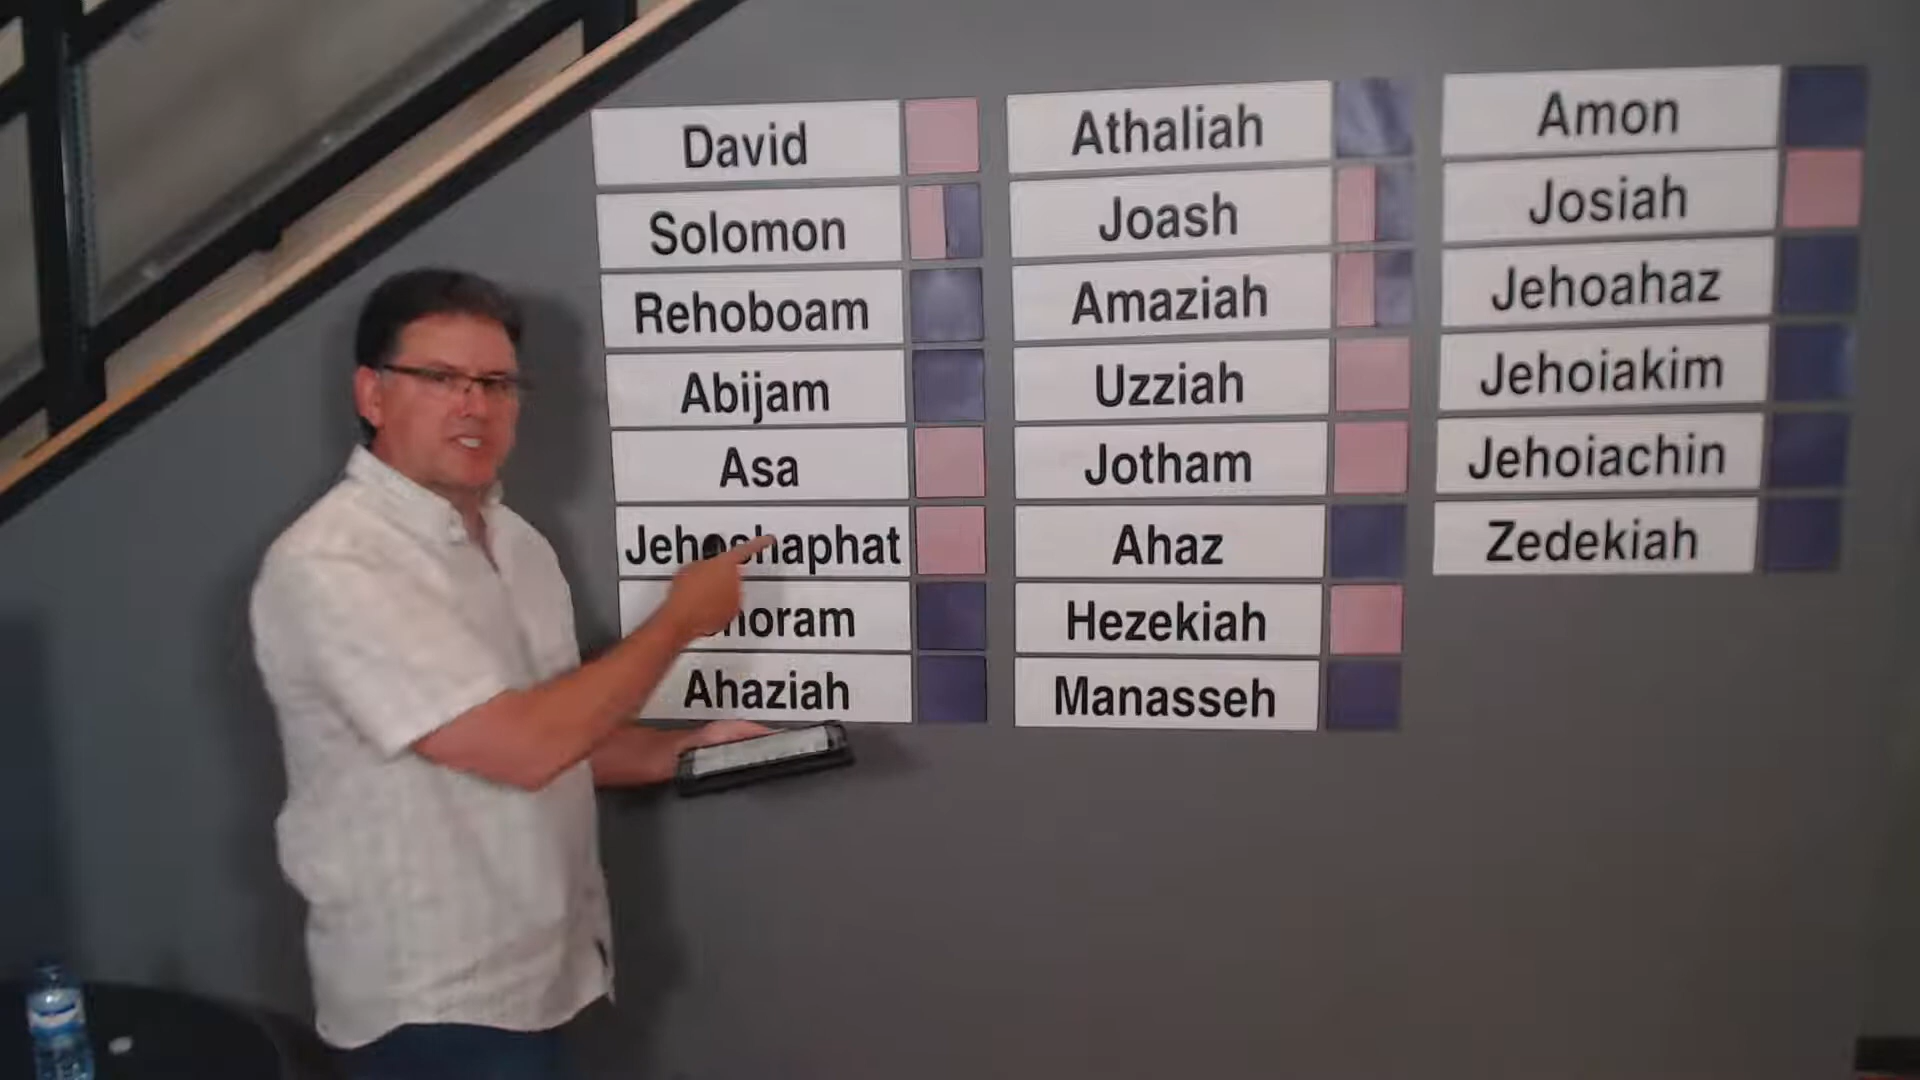 David
Solomon
Rehoboam
Abijam
Asa
Jehoshaphat
horam
Ahaziah
Athaliah
Joash
Amaziah
Uzziah
Jotham
Ahaz
Hezekiah
Manasseh
Amon
Josiah
Jehoahaz
Jehoiakim
Jehoiachin
Zedekiah